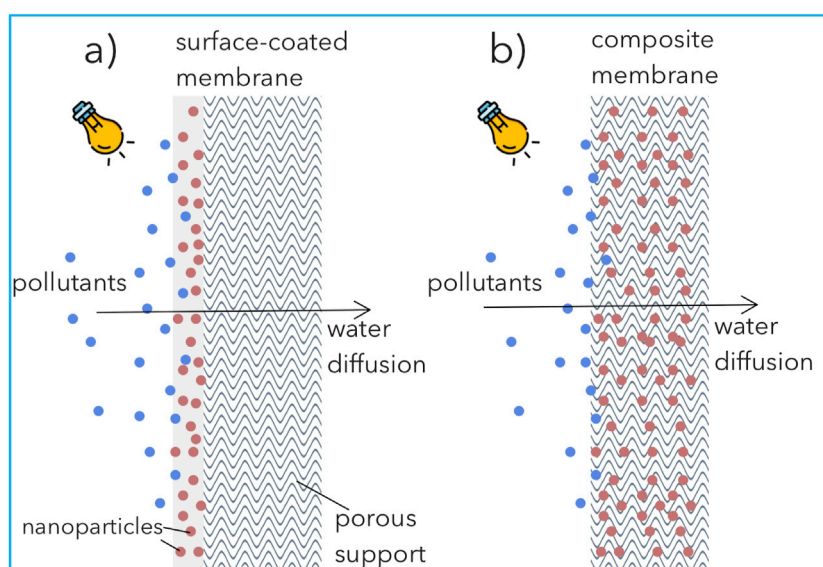 a)
surface-coated
membrane
pollutants
water
diffusion
nanoparticles
porous
support
b)
composite
membrane
pollutants
water
diffusion